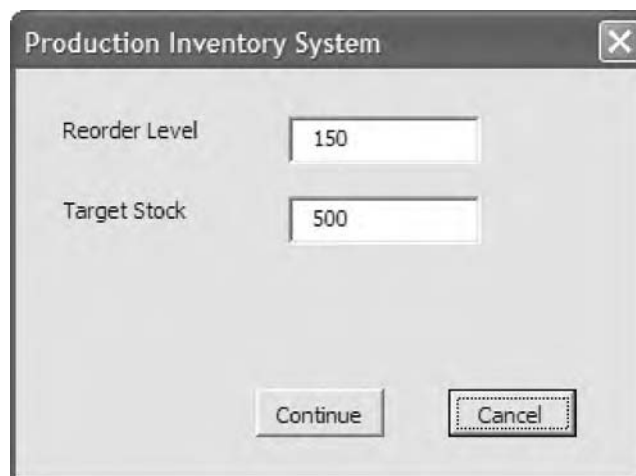 Production Inventory System
Reorder Level 150
Target Stock 500
Continue Cancel